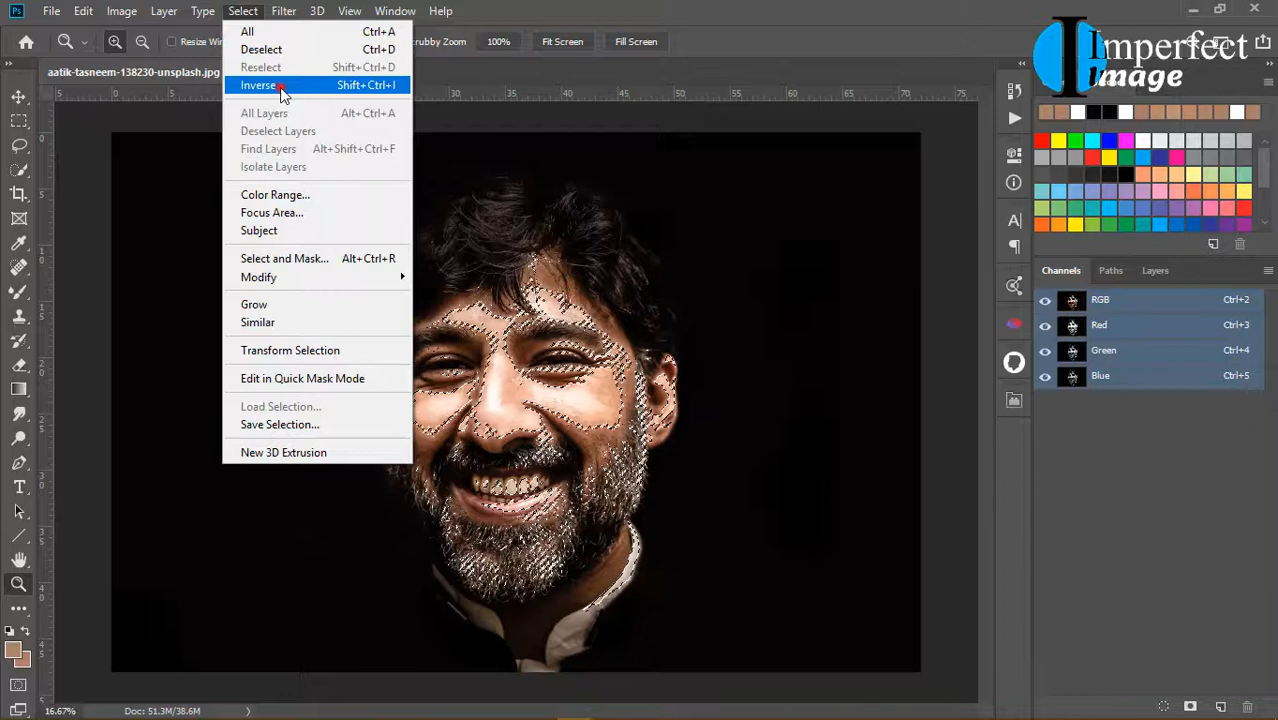 Ps File Edit Image Layer Type Select Filter 3D View Window Help
Resize Win
Scrubby Zoom 100% Fit Screen Fill Screen
Imperfect
image
aatik-tasneem-138230-unsplash.jpg
All Ctrl+A
Deselect Ctrl+D
Reselect Shift+Ctrl+D
Inverse Shift+Ctrl+I
All Layers Alt+Ctrl+A
Deselect Layers
Find Layers Alt+Shift+Ctrl+F
Isolate Layers
Color Range...
Focus Area...
Subject
Select and Mask... Alt+Ctrl+R
Modify
Grow
Similar
Transform Selection
Edit in Quick Mask Mode
Load Selection...
Save Selection...
New 3D Extrusion
Channels Paths Layers
RGB Ctrl+2
Red Ctrl+3
Green Ctrl+4
Blue Ctrl+5
16.67% Doc: 51.3M/38.6M